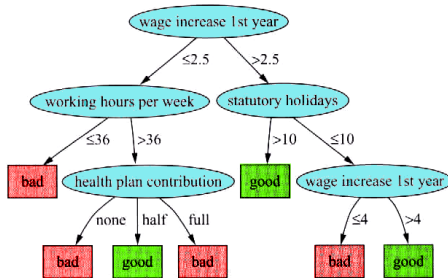 wage increase 1st year
≤2.5 >2.5
working hours per week statutory holidays
≤36 >36 >10 ≤10
bad health plan contribution good wage increase 1st year
none half full ≤4 >4
bad good bad bad good